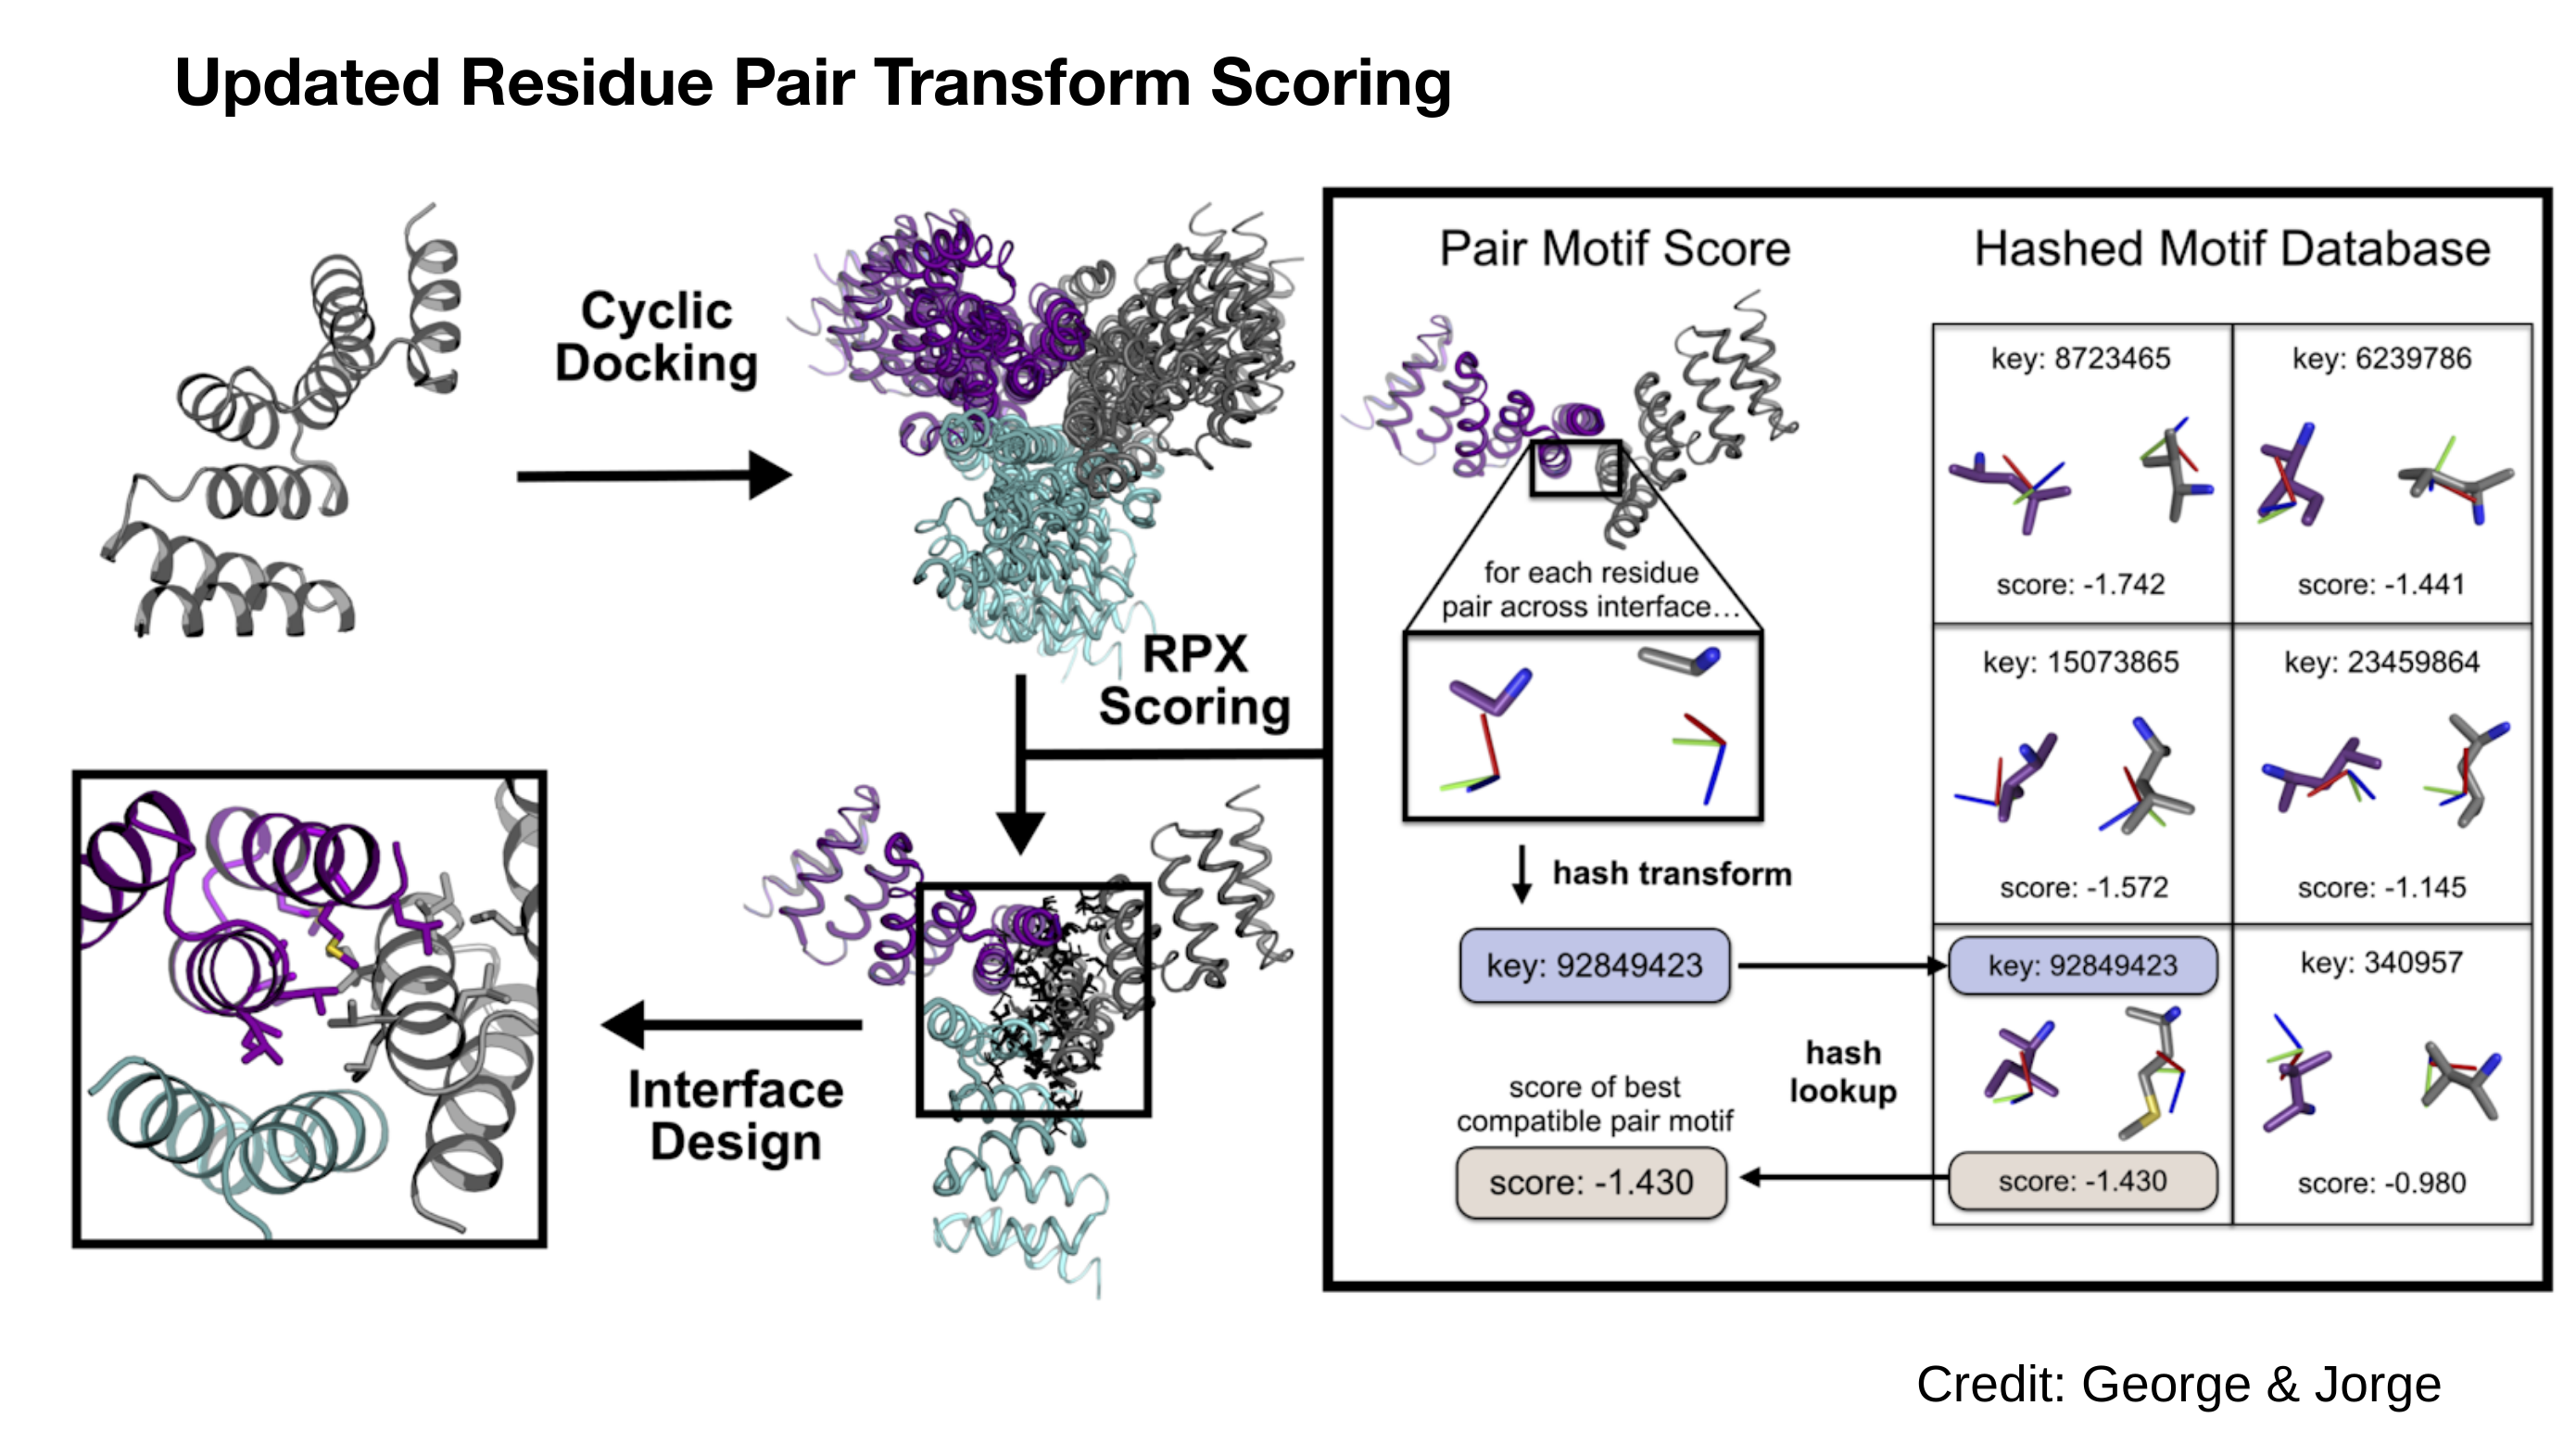 Updated Residue Pair Transform Scoring
Cyclic
Docking
RPX
Scoring
Interface
Design
Pair Motif Score
for each residue
pair across interface…
hash transform
key: 92849423
hash
lookup
score of best
compatible pair motif
score: -1.430
Hashed Motif Database
key: 8723465
score: -1.742
key: 6239786
score: -1.441
key: 15073865
score: -1.572
key: 23459864
score: -1.145
key: 92849423
score: -1.430
key: 340957
score: -0.980
Credit: George & Jorge